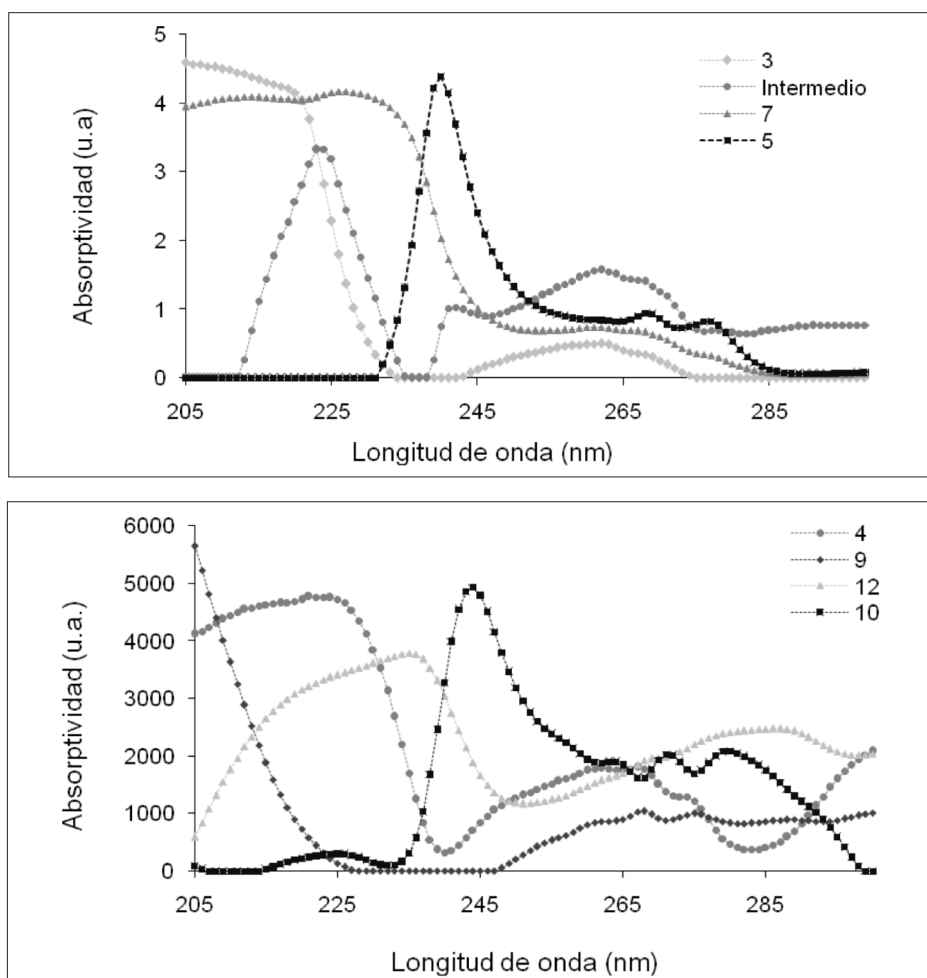 5
4
3
2
1
0
205 225 245 265 285
Absorptividad (u.a)
Longitud de onda (nm)
3
Intermedio
7
5
6000
5000
4000
3000
2000
1000
0
205 225 245 265 285
Absorptividad (u.a.)
Longitud de onda (nm)
4
9
12
10